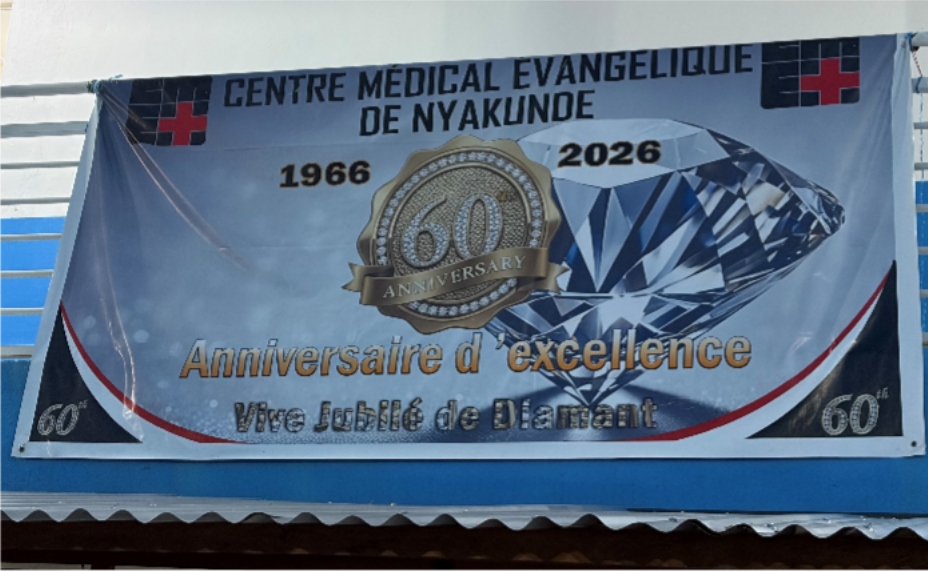 CENTRE MÉDICAL EVANGELIQUE
DE NYAKUNDE
1966
2026
60th
ANNIVERSARY
Anniversaire d 'excellence
Vive Jubilé de Diamant
60th
60th